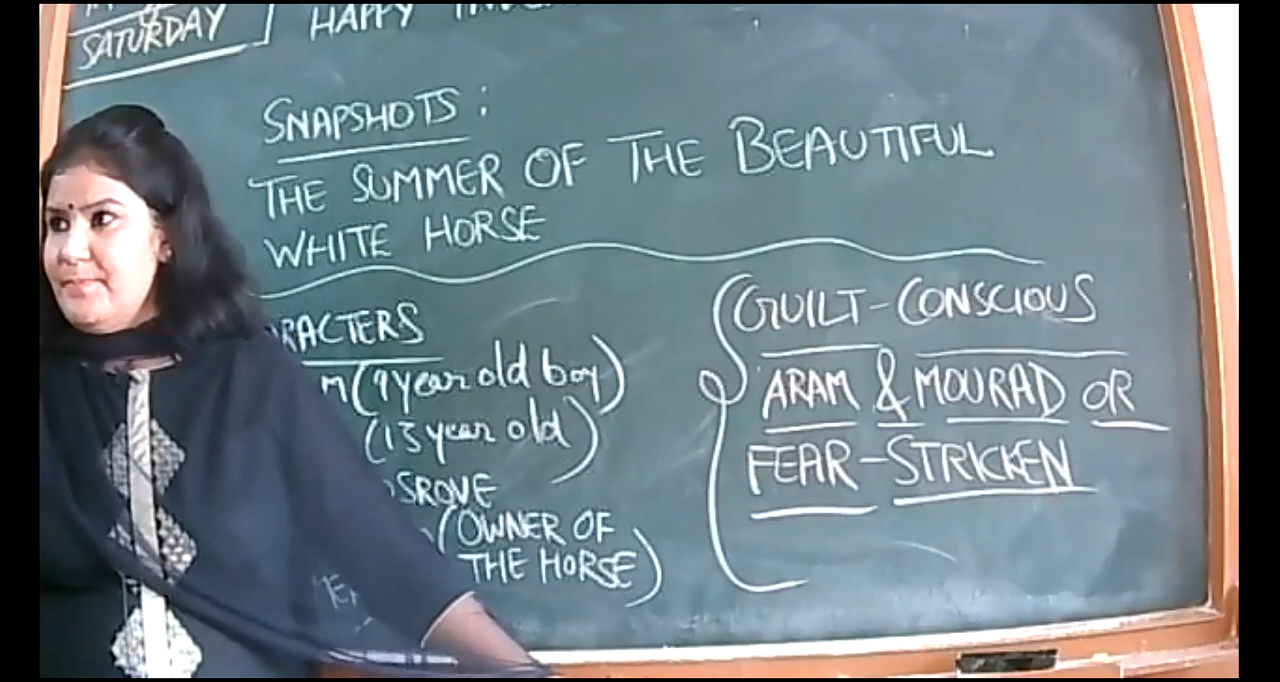 SATURDAY
HAPPY
SNAPSHOTS:
THE SUMMER OF THE BEAUTIFUL
WHITE HORSE
RACTERS
M (9 year old boy)
(13 year old)
SROVE
(OWNER OF
THE HORSE)
GUILT-CONSCIOUS
ARAM & MOURAD OR
FEAR-STRICKEN